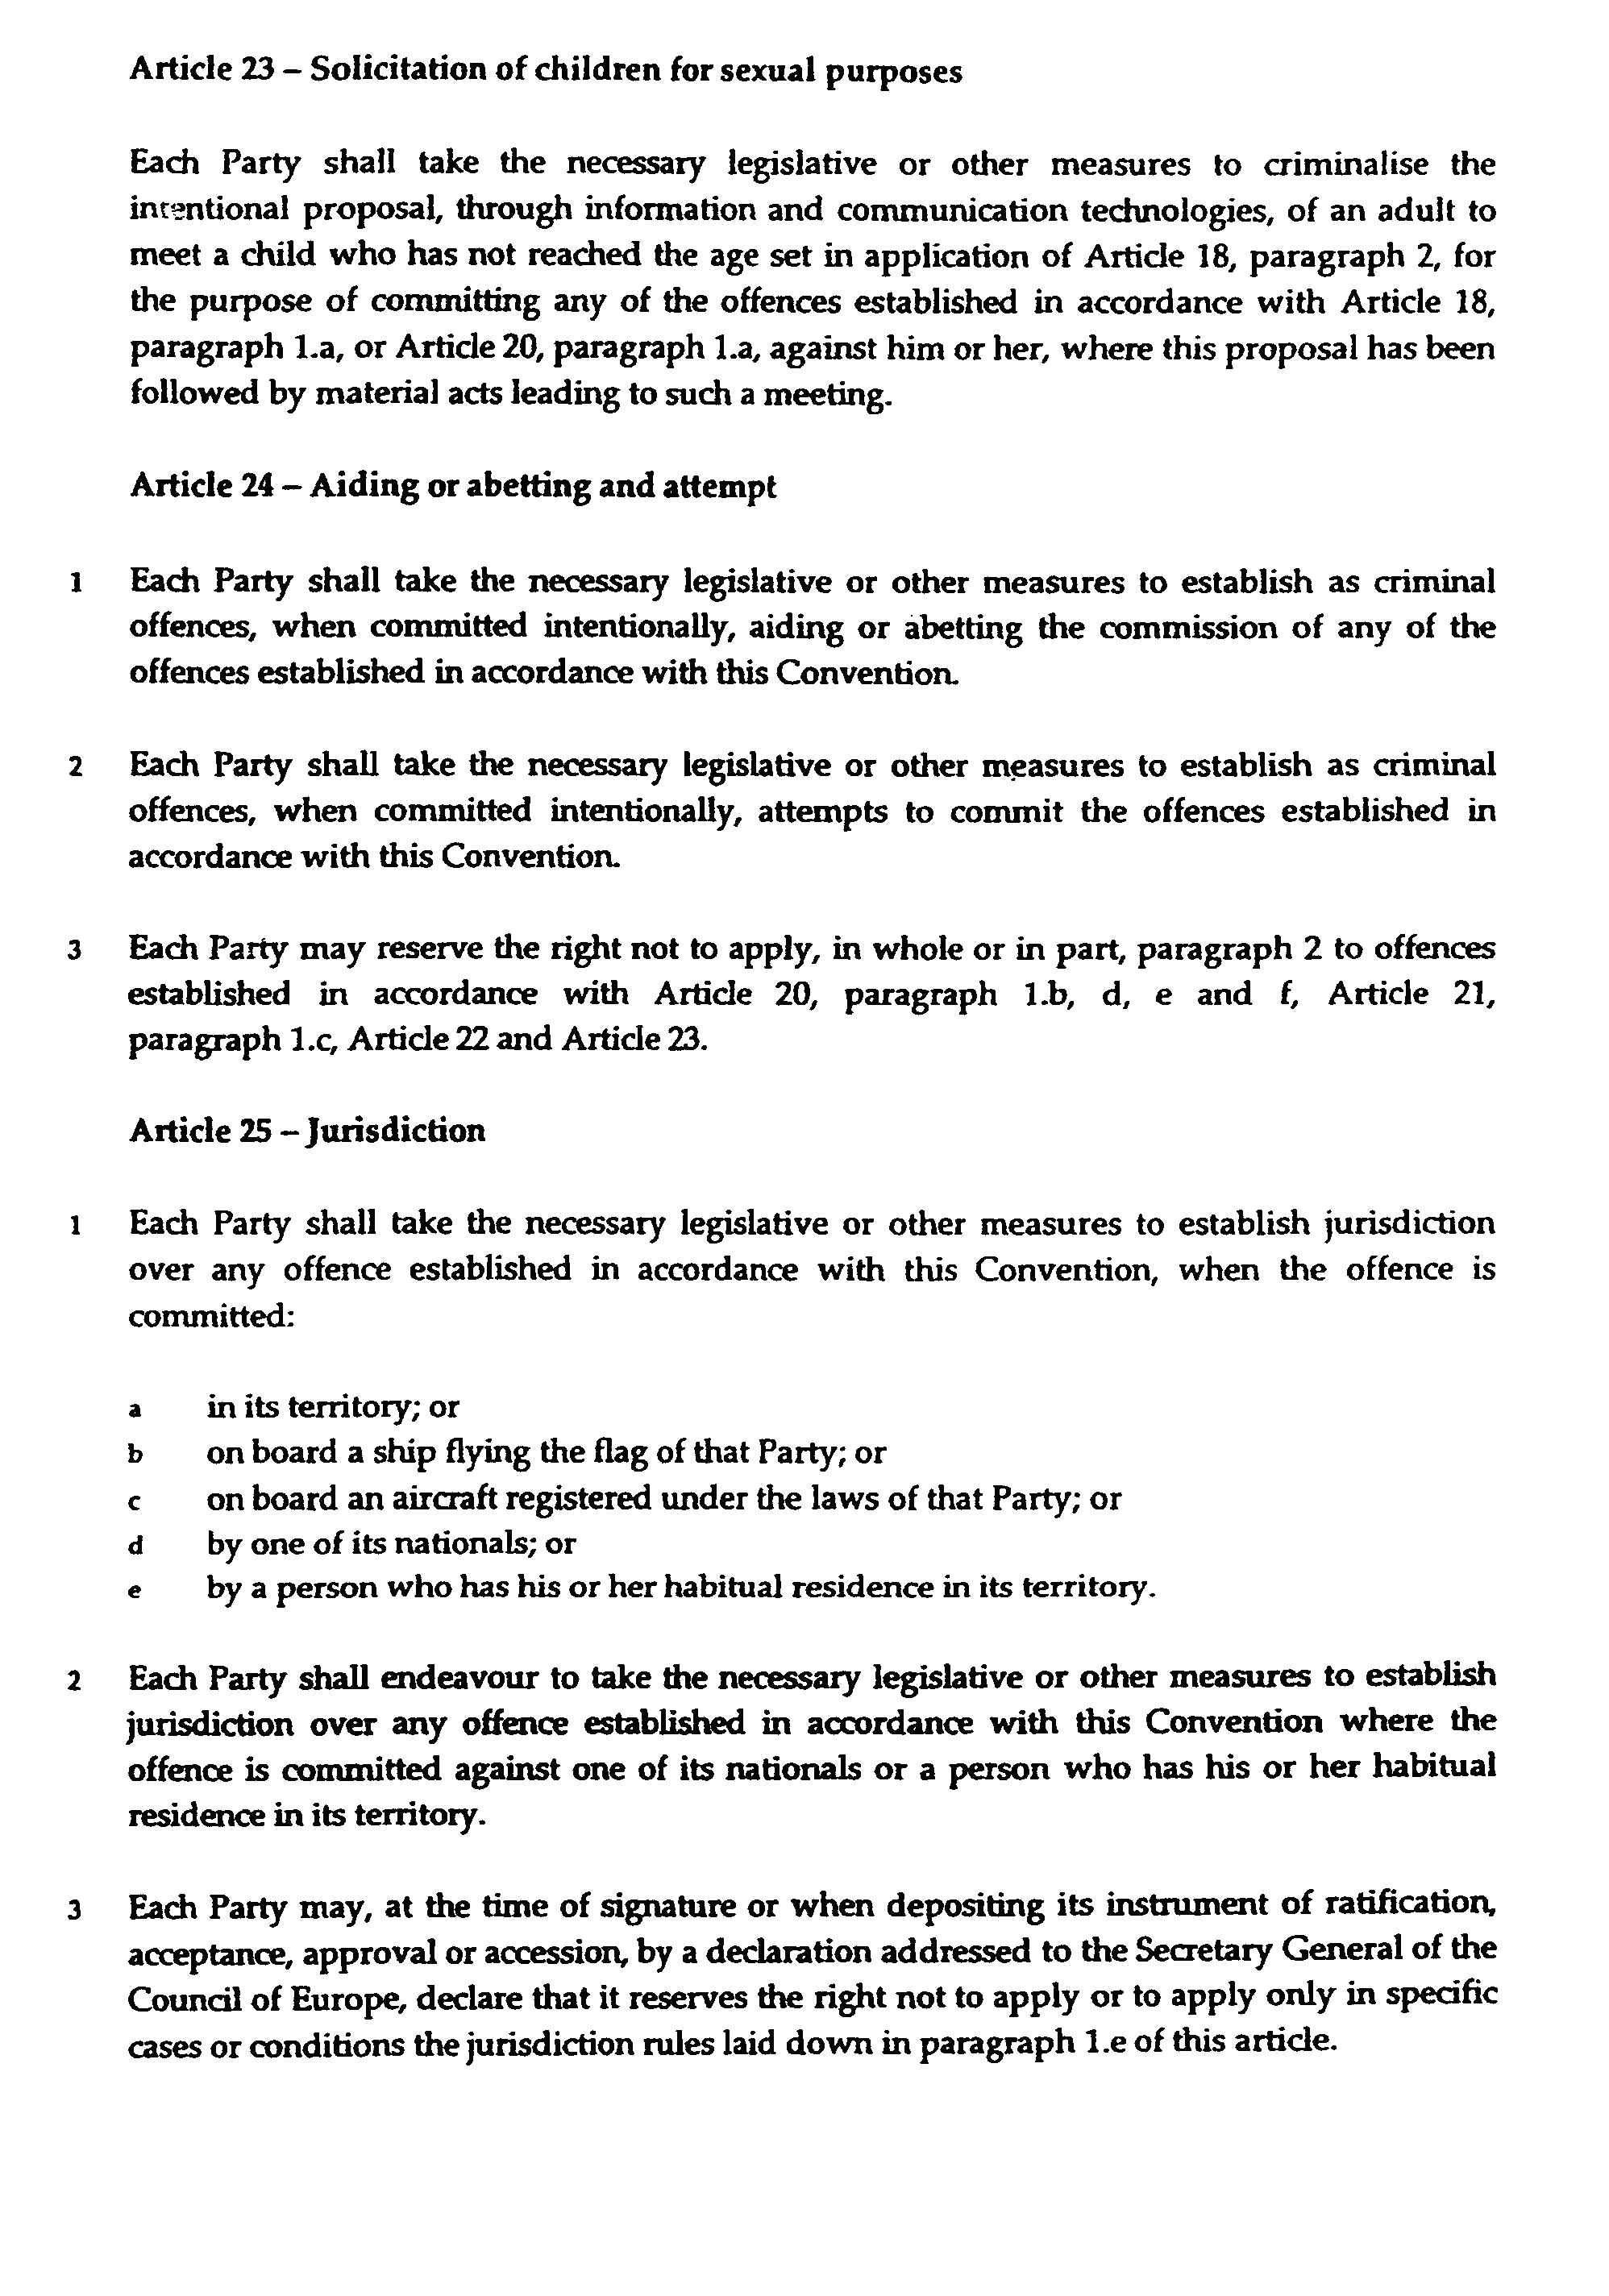 Article 23 – Solicitation of children for sexual purposes
Each Party shall take the necessary legislative or other measures to criminalise the
intentional proposal, through information and communication technologies, of an adult to
meet a child who has not reached the age set in application of Article 18, paragraph 2, for
the purpose of committing any of the offences established in accordance with Article 18,
paragraph 1.a, or Article 20, paragraph 1.a, against him or her, where this proposal has been
followed by material acts leading to such a meeting.
Article 24 – Aiding or abetting and attempt
1 Each Party shall take the necessary legislative or other measures to establish as criminal
offences, when committed intentionally, aiding or abetting the commission of any of the
offences established in accordance with this Convention.
2 Each Party shall take the necessary legislative or other measures to establish as criminal
offences, when committed intentionally, attempts to commit the offences established in
accordance with this Convention.
3 Each Party may reserve the right not to apply, in whole or in part, paragraph 2 to offences
established in accordance with Article 20, paragraph 1.b, d, e and f, Article 21,
paragraph 1.c, Article 22 and Article 23.
Article 25 – Jurisdiction
1 Each Party shall take the necessary legislative or other measures to establish jurisdiction
over any offence established in accordance with this Convention, when the offence is
committed:
a in its territory; or
b on board a ship flying the flag of that Party; or
c on board an aircraft registered under the laws of that Party; or
d by one of its nationals; or
e by a person who has his or her habitual residence in its territory.
2 Each Party shall endeavour to take the necessary legislative or other measures to establish
jurisdiction over any offence established in accordance with this Convention where the
offence is committed against one of its nationals or a person who has his or her habitual
residence in its territory.
3 Each Party may, at the time of signature or when depositing its instrument of ratification,
acceptance, approval or accession, by a declaration addressed to the Secretary General of the
Council of Europe, declare that it reserves the right not to apply or to apply only in specific
cases or conditions the jurisdiction rules laid down in paragraph 1.e of this article.